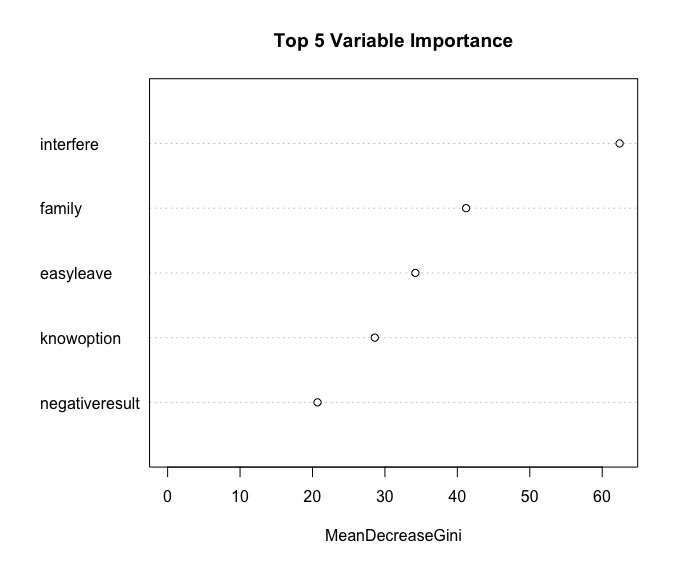 Top 5 Variable Importance
interfere
family
easyleave
knowoption
negativeresult
0 10 20 30 40 50 60
MeanDecreaseGini